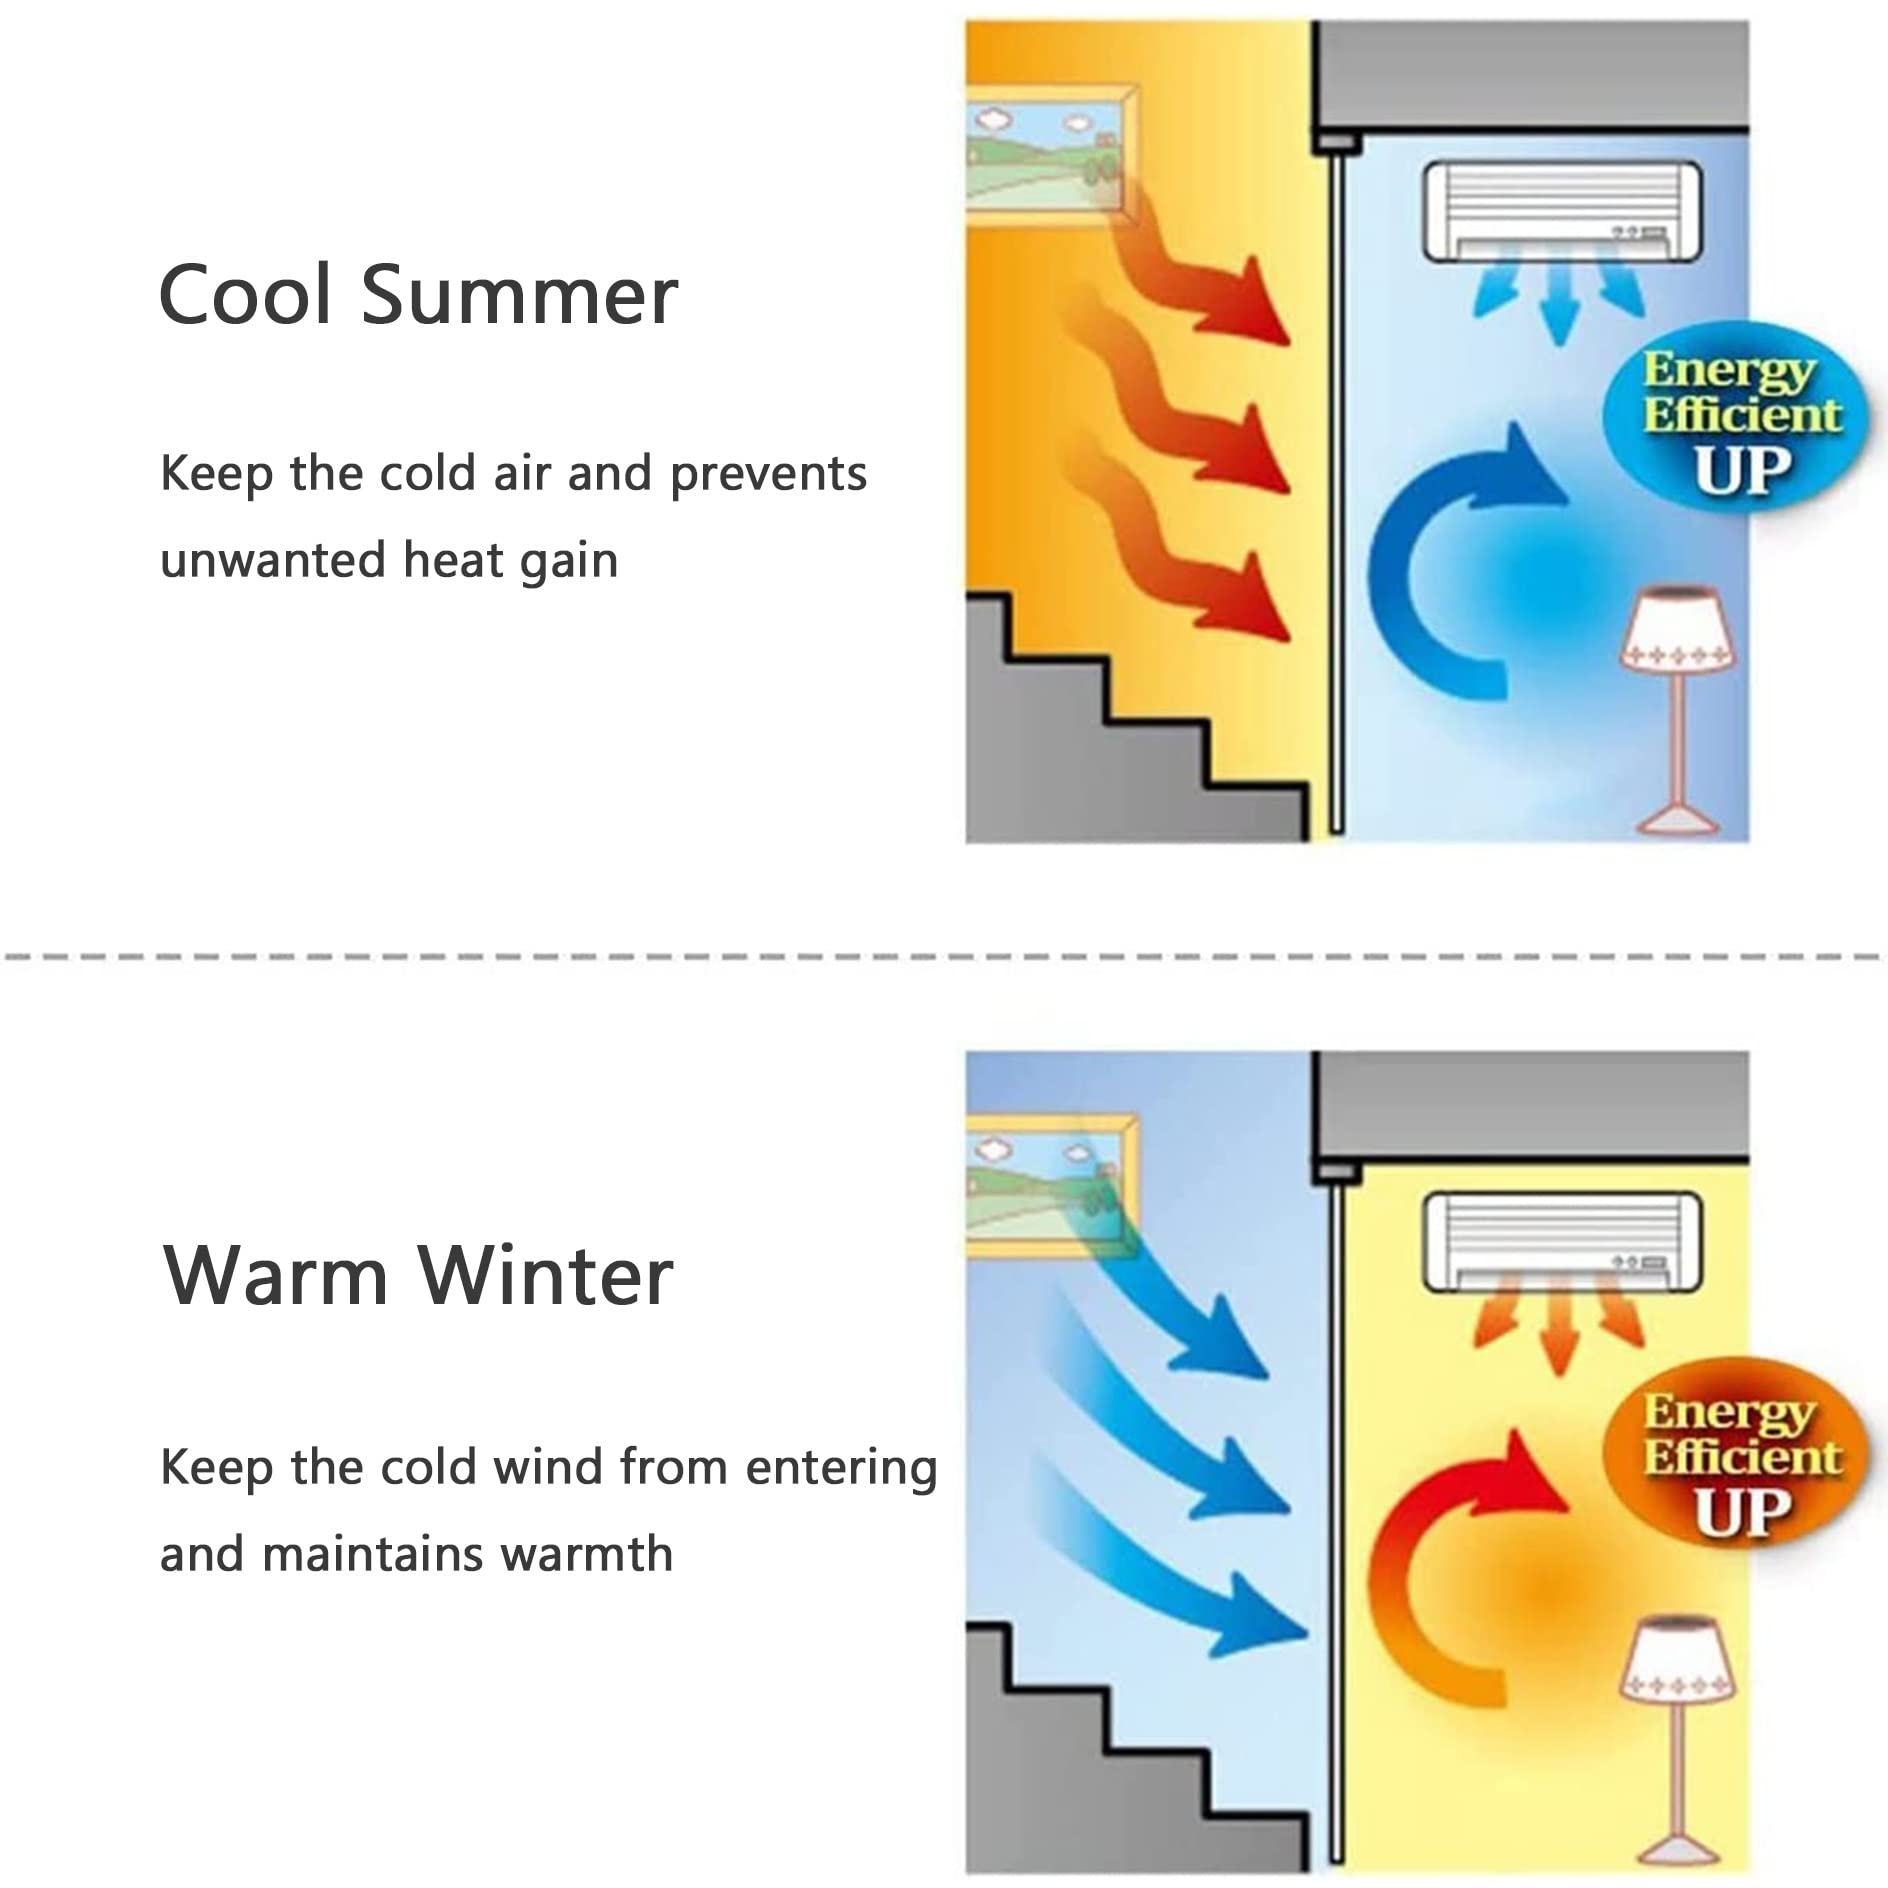 Cool Summer
Keep the cold air and prevents
unwanted heat gain
Energy
Efficient
UP
Warm Winter
Keep the cold wind from entering
and maintains warmth
Energy
Efficient
UP